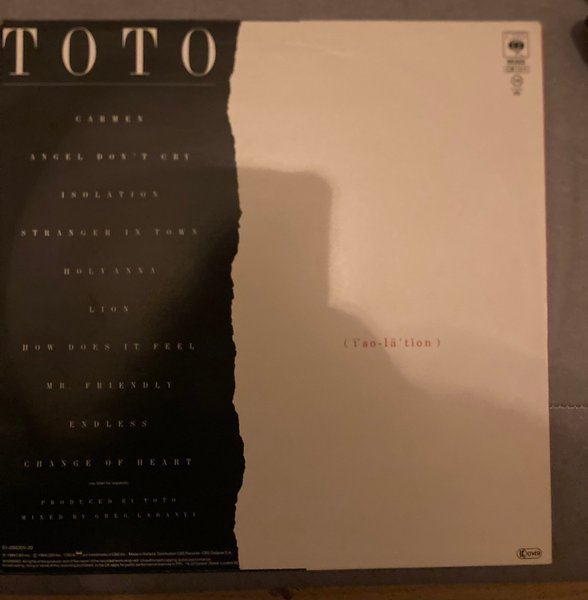 TOTO
CARMEN
ANGEL DON'T CRY
ISOLATION
STRANGER IN TOWN
HOLYANNA
LION
HOW DOES IT FEEL
MR. FRIENDLY
ENDLESS
CHANGE OF HEART
PRODUCED BY TOTO
MIXED BY GREG LADANYI
(ī'so-lā'tion)